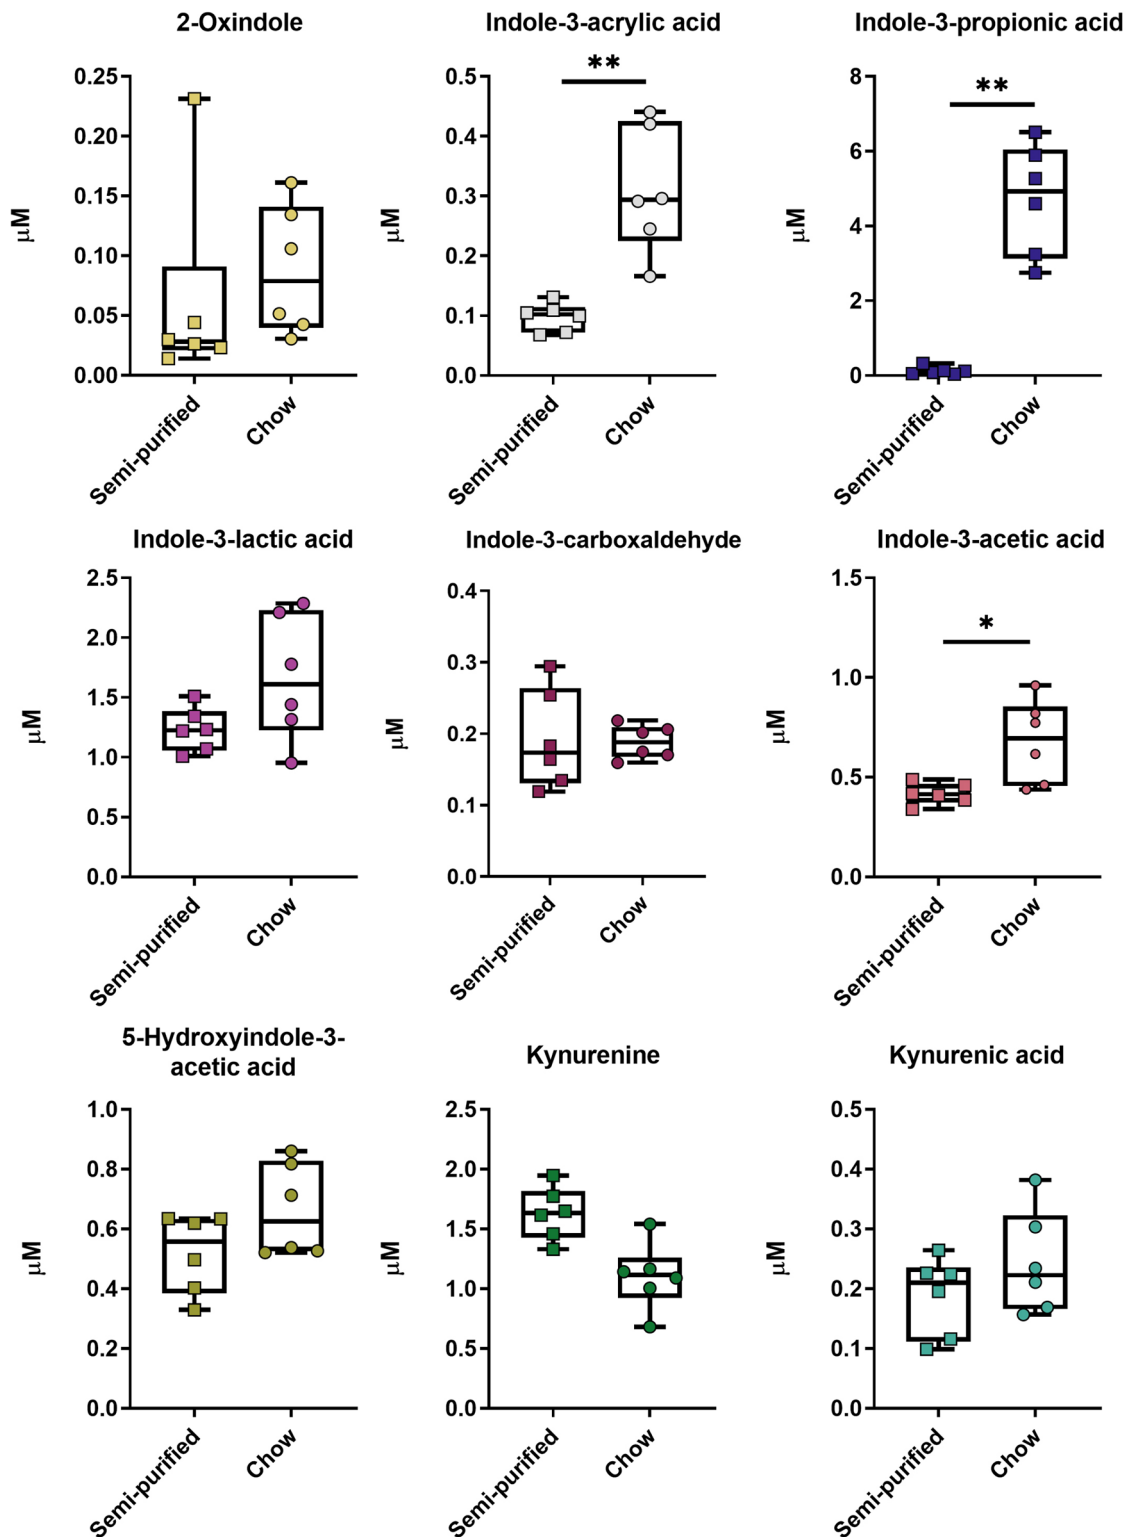 2-Oxindole
Indole-3-acrylic acid
Indole-3-propionic acid
**
**
0.25
0.20
0.15
0.10
0.05
0.00
μM
0.5
0.4
0.3
0.2
0.1
0.0
μM
8
6
4
2
0
μM
Semi-purified
Chow
Semi-purified
Chow
Semi-purified
Chow
Indole-3-lactic acid
Indole-3-carboxaldehyde
Indole-3-acetic acid
*
2.5
2.0
1.5
1.0
0.5
0.0
μM
0.4
0.3
0.2
0.1
0.0
μM
1.5
1.0
0.5
0.0
μM
Semi-purified
Chow
Semi-purified
Chow
Semi-purified
Chow
5-Hydroxyindole-3-
acetic acid
Kynurenine
Kynurenic acid
1.0
0.8
0.6
0.4
0.2
0.0
μM
2.5
2.0
1.5
1.0
0.5
0.0
μM
0.5
0.4
0.3
0.2
0.1
0.0
μM
Semi-purified
Chow
Semi-purified
Chow
Semi-purified
Chow